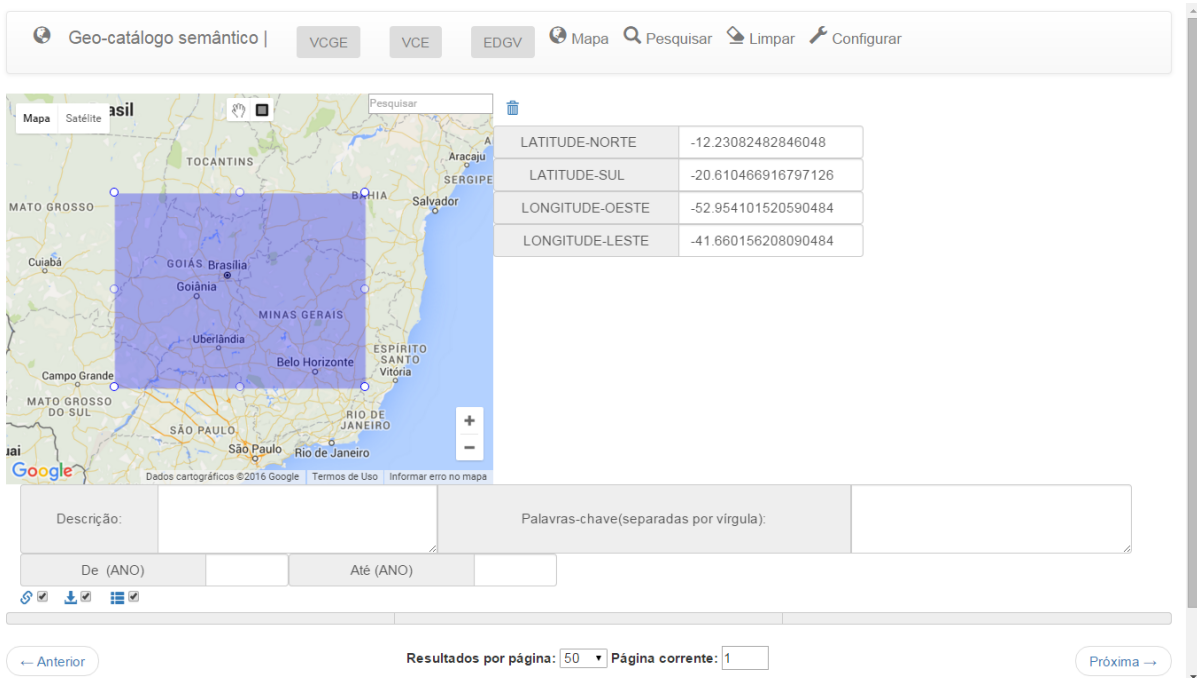 Geo-catálogo semântico | VCGE VCE EDGV Mapa Pesquisar Limpar Configurar
Mapa Satélite asil Pesquisar
TOCANTINS
A
Aracaju
SERGIPE
BAHIA
Salvador
MATO GROSSO
Cuiabá
GOIÁS Brasília
Goiânia
MINAS GERAIS
Uberlândia
Belo Horizonte
ESPÍRITO
SANTO
Vitória
Campo Grande
MATO GROSSO
DO SUL
RIO DE
JANEIRO
SÃO PAULO
São Paulo
Rio de Janeiro
uai
Google
Dados cartográficos ©2016 Google Termos de Uso Informar erro no mapa
LATITUDE-NORTE -12.23082482846048
LATITUDE-SUL -20.610466916797126
LONGITUDE-OESTE -52.954101520590484
LONGITUDE-LESTE -41.660156208090484
Descrição: Palavras-chave(separadas por vírgula):
De (ANO) Até (ANO)
← Anterior Resultados por página: 50 Página corrente: 1 Próxima →